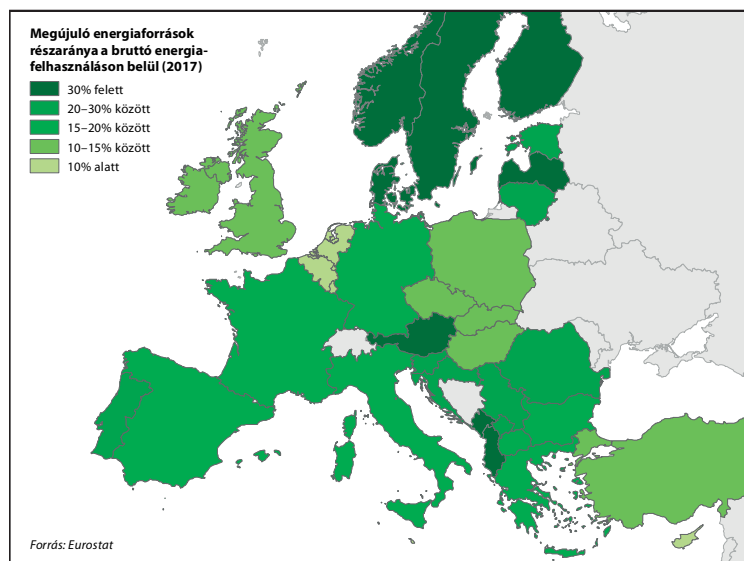 Megújuló energiaforrások
részaránya a bruttó energia-
felhasználáson belül (2017)
30% felett
20–30% között
15–20% között
10–15% között
10% alatt
Forrás: Eurostat